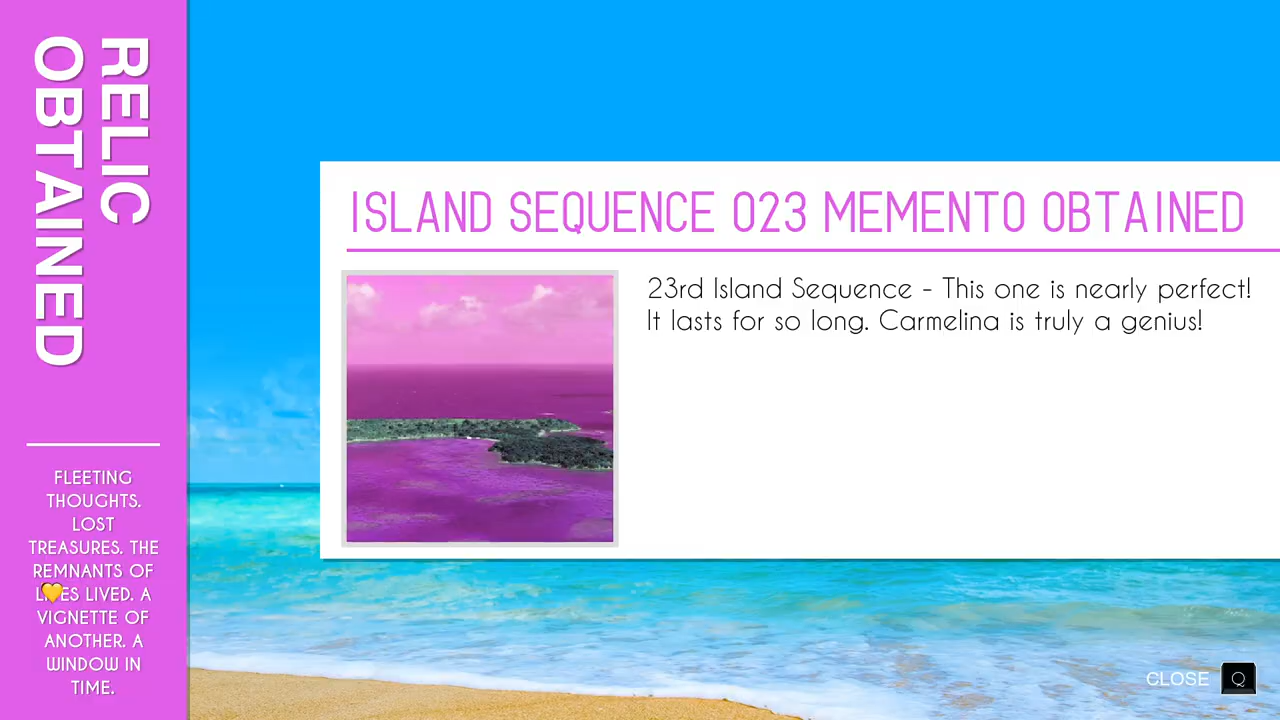 RELIC
OBTAINED
FLEETING
THOUGHTS.
LOST
TREASURES. THE
REMNANTS OF
LIVES LIVED. A
VIGNETTE OF
ANOTHER. A
WINDOW IN
TIME.
ISLAND SEQUENCE 023 MEMENTO OBTAINED
23rd Island Sequence - This one is nearly perfect!
It lasts for so long. Carmelina is truly a genius!
CLOSE Q